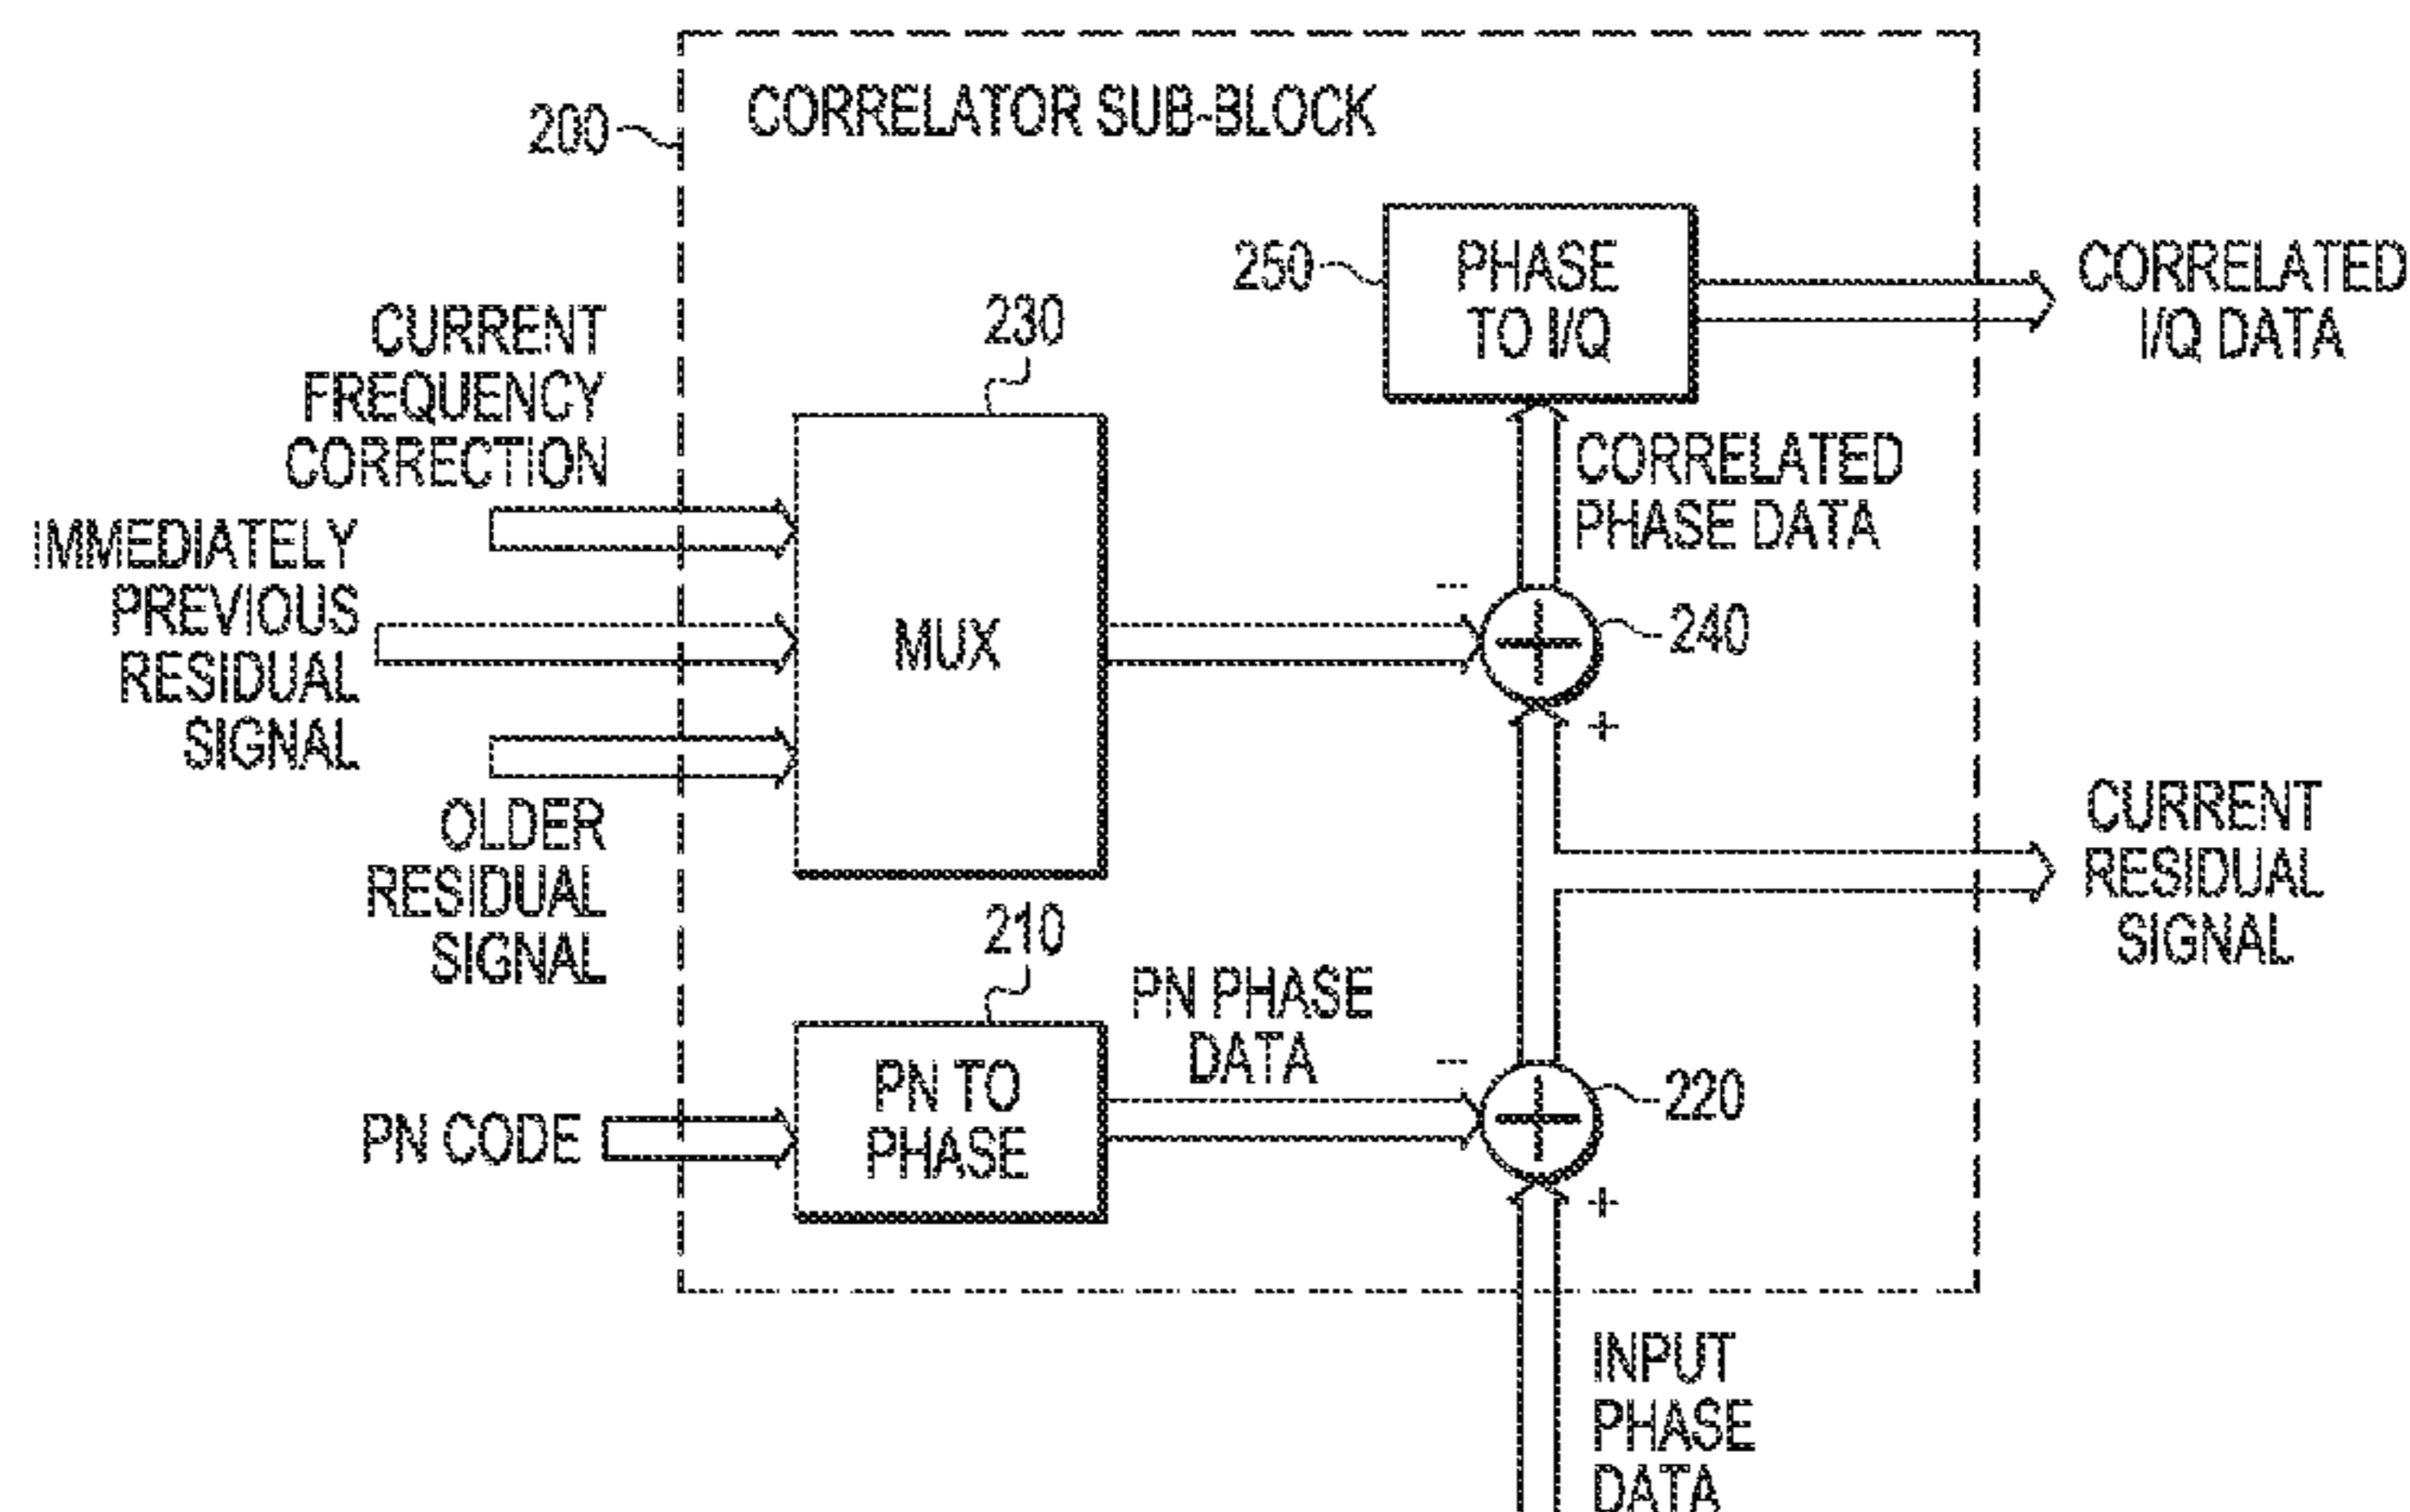 200
CORRELATOR SUB-BLOCK
250
PHASE
TO I/Q
CORRELATED
I/Q DATA
CURRENT
FREQUENCY
CORRECTION
230
CORRELATED
PHASE DATA
IMMEDIATELY
PREVIOUS
RESIDUAL
SIGNAL
MUX
-
+
240
+
OLDER
RESIDUAL
SIGNAL
CURRENT
RESIDUAL
SIGNAL
210
PN PHASE
DATA
PN CODE
PN TO
PHASE
-
+
220
+
INPUT
PHASE
DATA